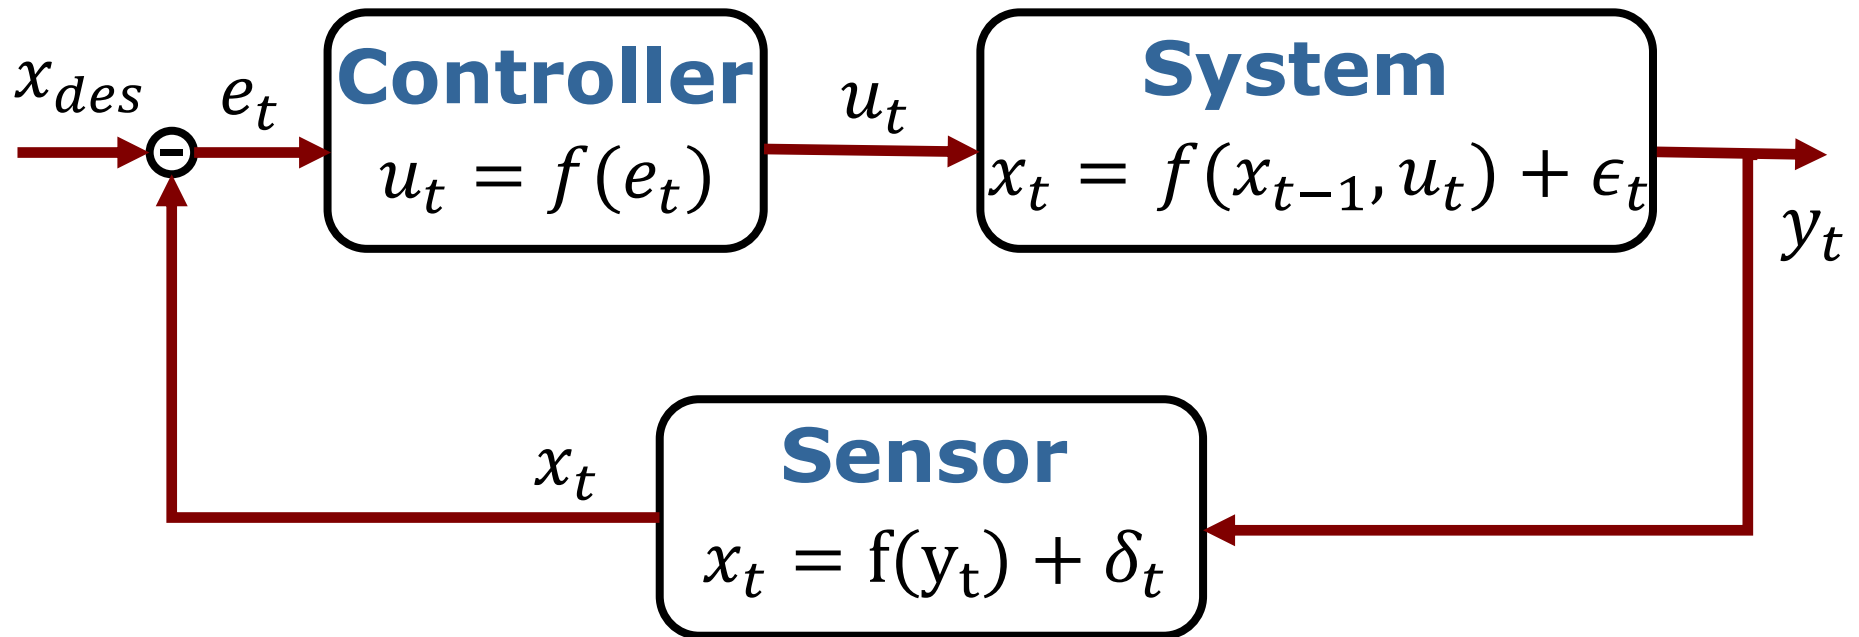 x_des
e_t
Controller
u_t = f(e_t)
u_t
System
x_t = f(x_{t−1}, u_t) + ϵ_t
y_t
x_t
Sensor
x_t = f(y_t) + δ_t